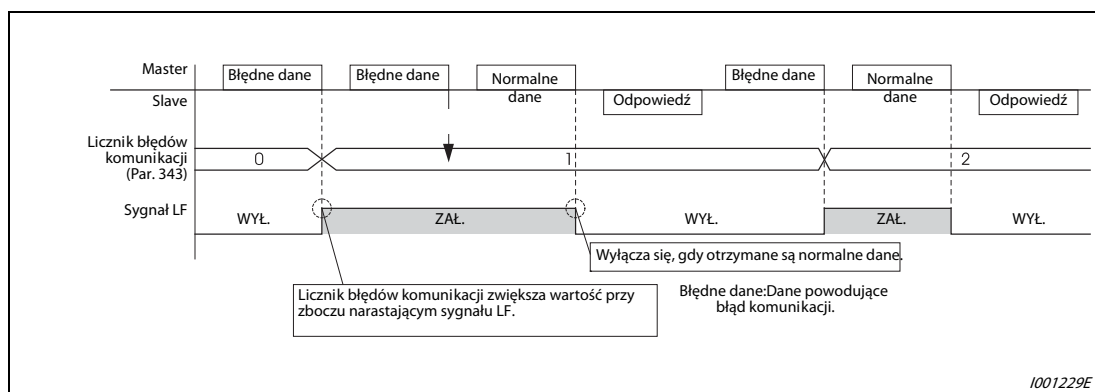 Master
Błędne dane
Błędne dane
Normalne
dane
Błędne dane
Normalne
dane
Slave
Odpowiedź
Odpowiedź
Licznik błędów
komunikacji
(Par. 343)
0
1
2
Sygnał LF
WYŁ.
ZAŁ.
WYŁ.
ZAŁ.
WYŁ.
Wyłącza się, gdy otrzymane są normalne dane.
Licznik błędów komunikacji zwiększa wartość przy
zboczu narastającym sygnału LF.
Błędne dane:Dane powodujące
błąd komunikacji.
I001229E